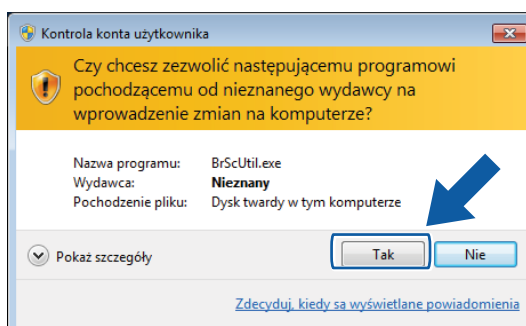 Kontrola konta użytkownika
Czy chcesz zezwolić następującemu programowi
pochodzącemu od nieznanego wydawcy na
wprowadzenie zmian na komputerze?
Nazwa programu: BrScUtil.exe
Wydawca: Nieznany
Pochodzenie pliku: Dysk twardy w tym komputerze
Pokaż szczegóły Tak Nie
Zdecyduj, kiedy sa wyświetlane powiadomienia